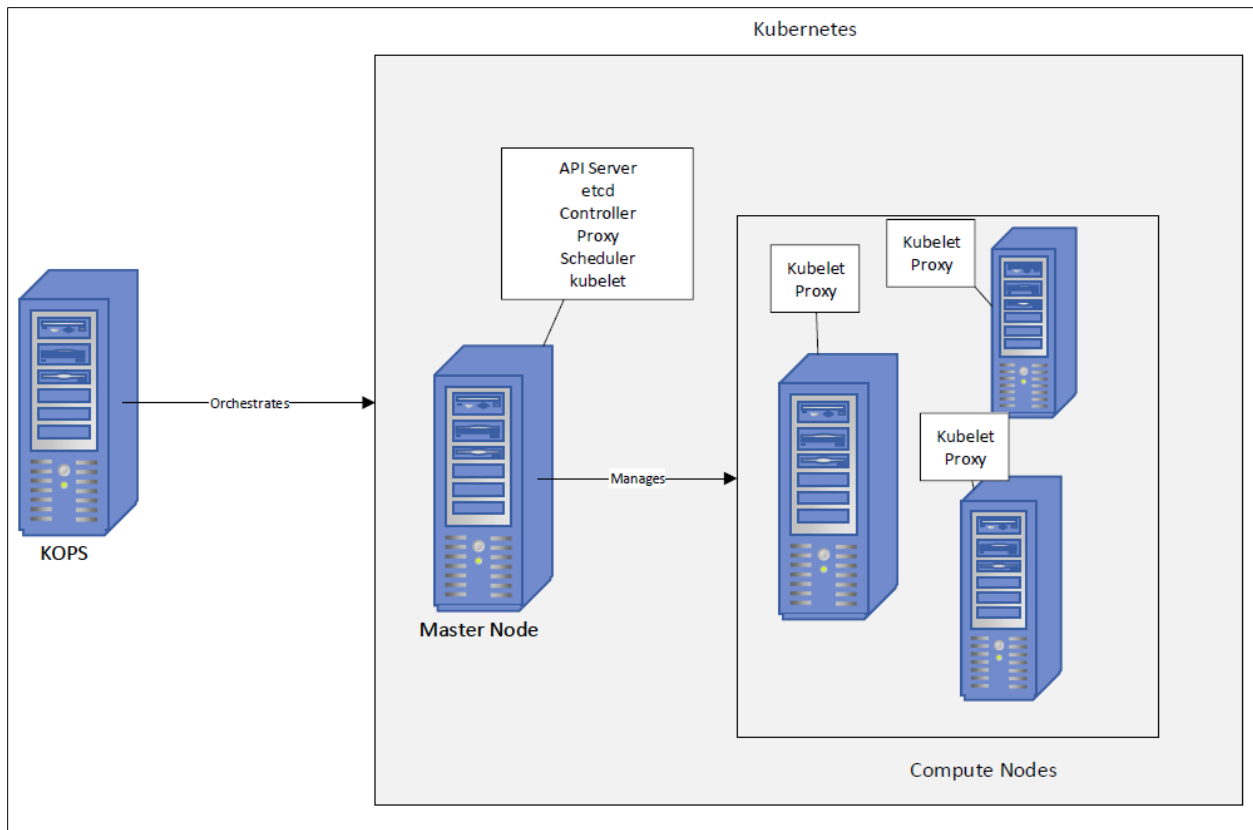 Kubernetes
API Server
etcd
Controller
Proxy
Scheduler
kubelet
Kubelet
Proxy
Kubelet
Proxy
Kubelet
Proxy
Orchestrates
Manages
KOPS
Master Node
Compute Nodes